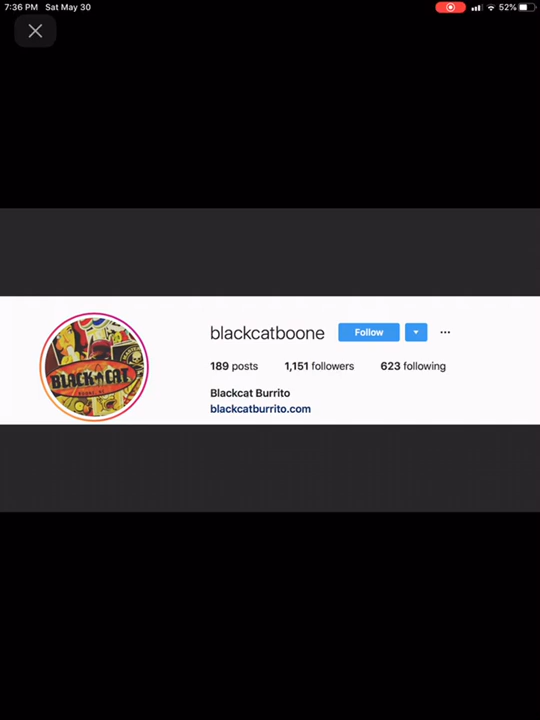 7:36 PM Sat May 30
52%
blackcatboone
Follow
189 posts 1,151 followers 623 following
BLACK CAT
Blackcat Burrito
blackcatburrito.com